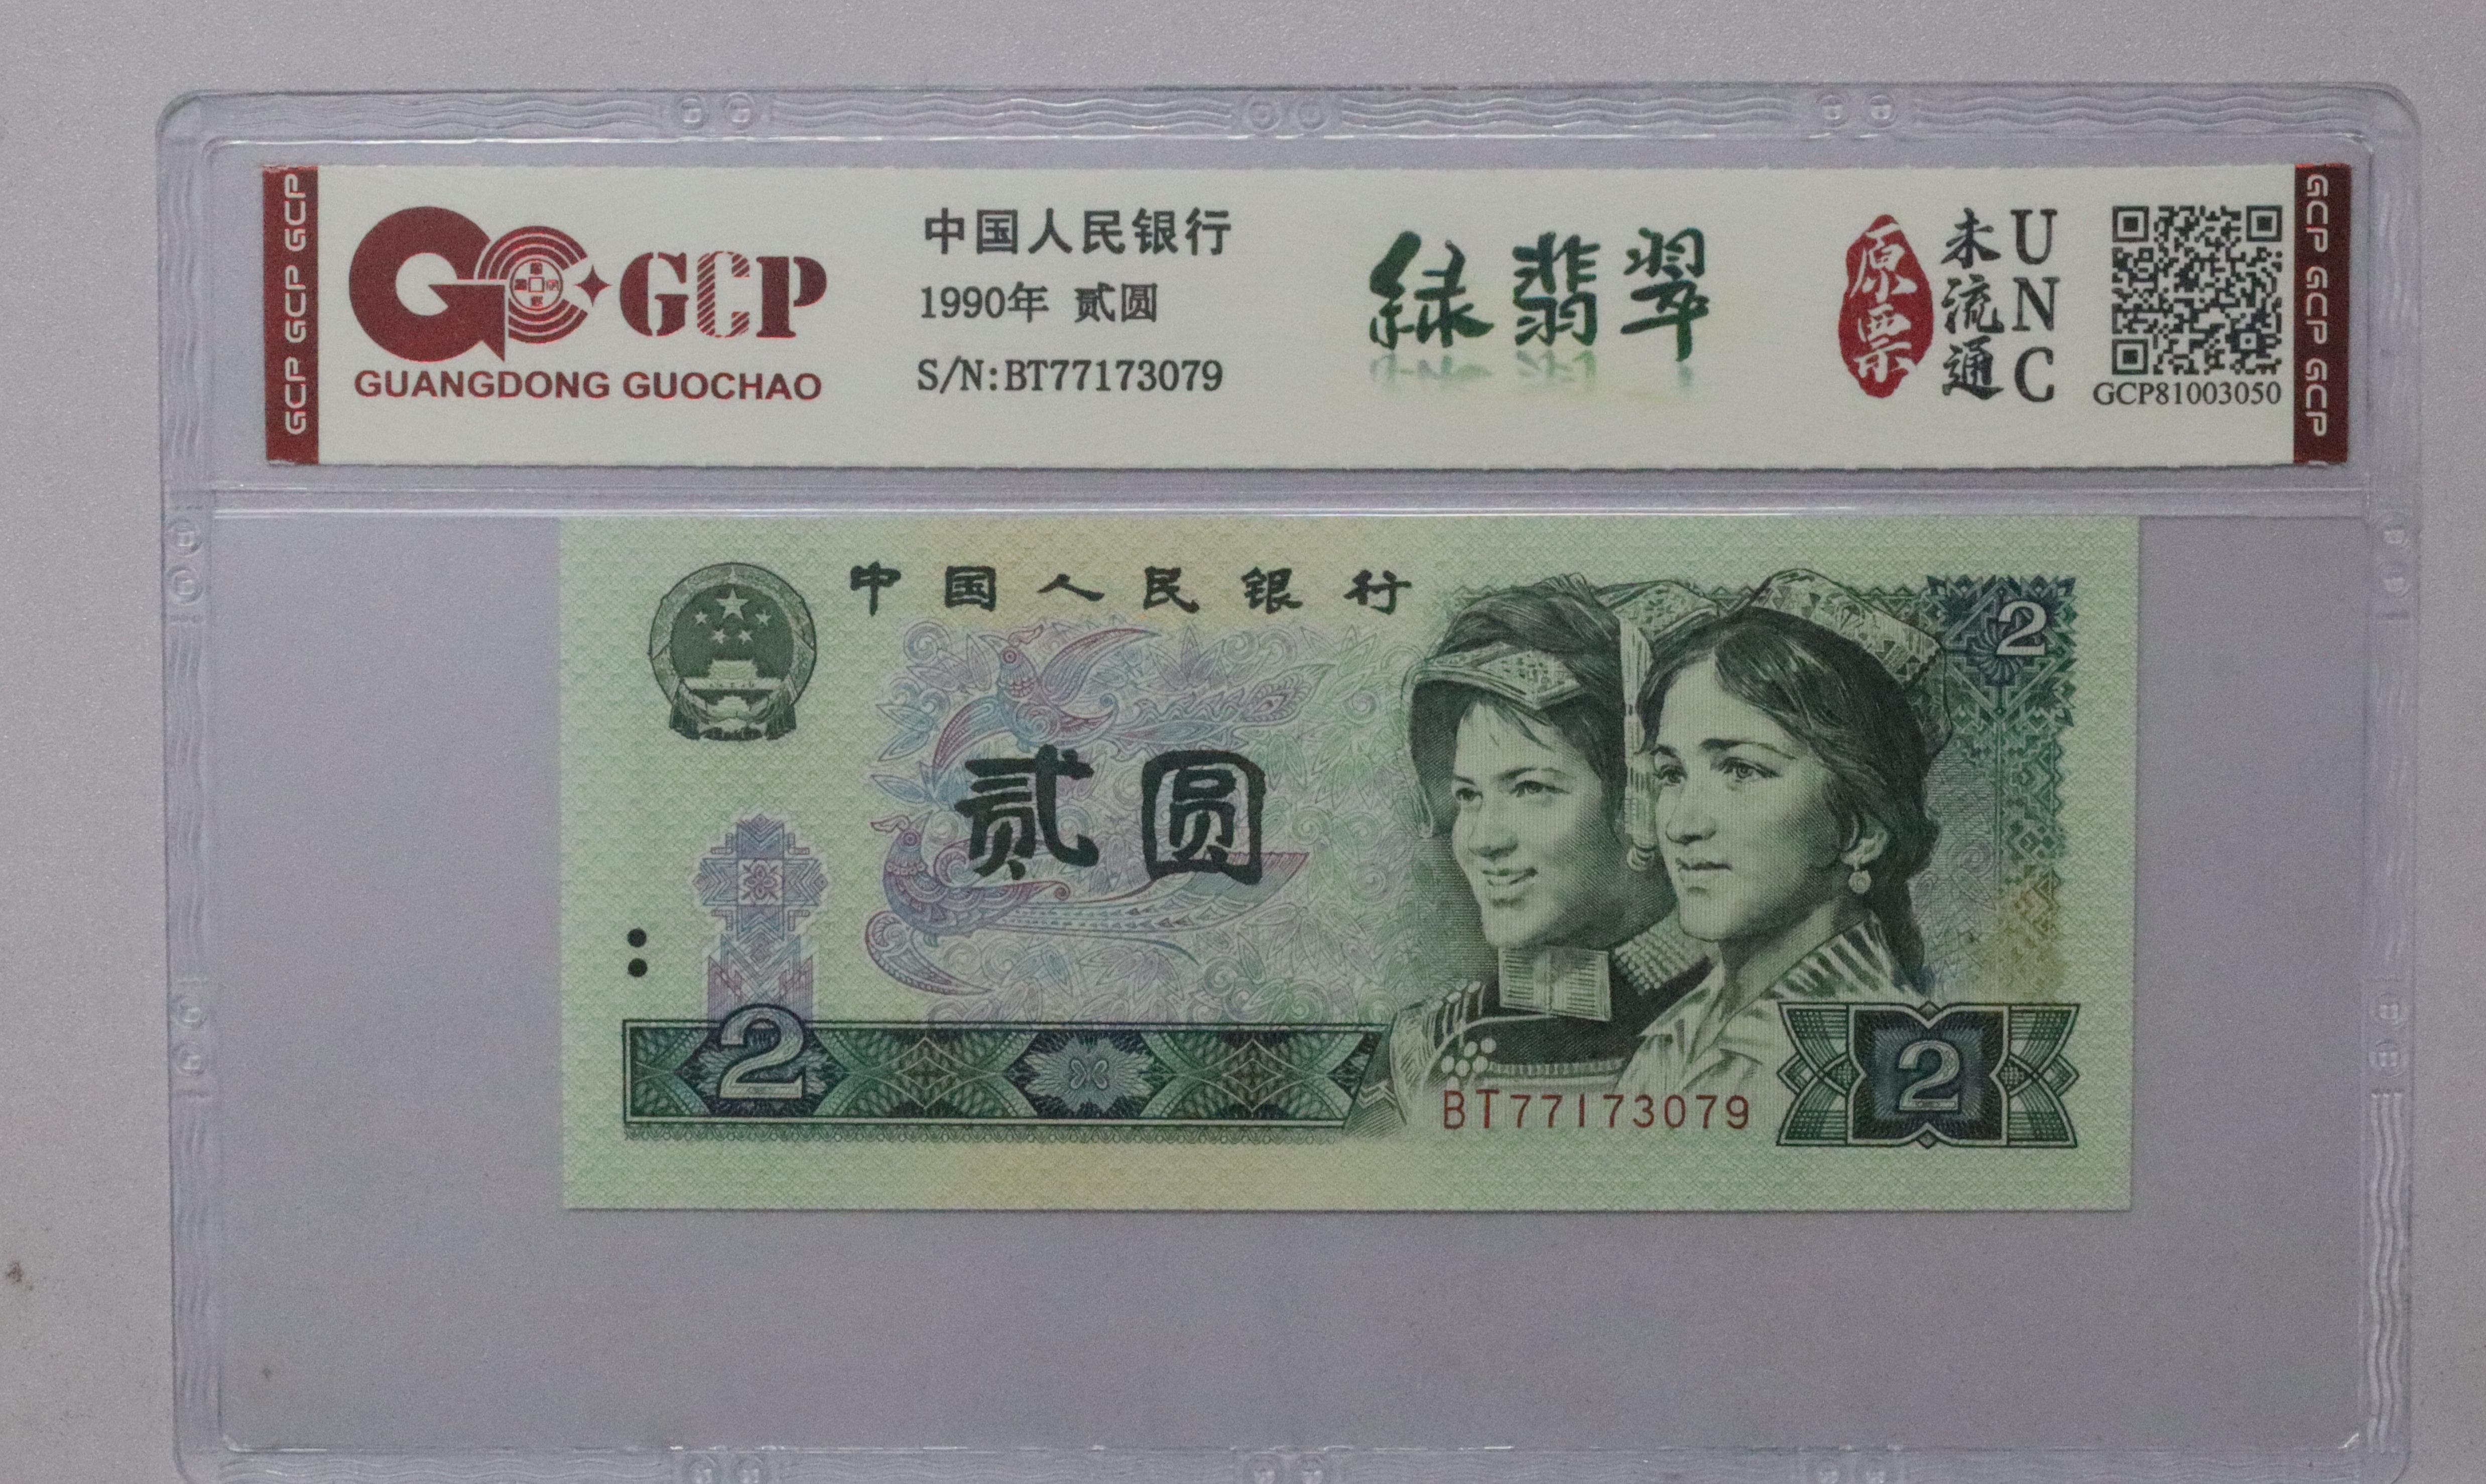 GCP GCP GCP
GCP
GUANGDONG GUOCHAO
中国人民银行
1990年 贰圆
S/N:BT77173079
緑翡翠
原票
未流通
UNC
GCP81003050
GCP GCP GCP
中国人民银行
2
贰圆
2
BT77173079
2